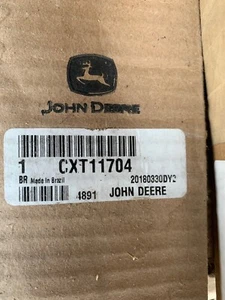 JOHN DEERE
1 CXT11704
BR Made in Brazil 20180330DY2
4891 JOHN DEERE